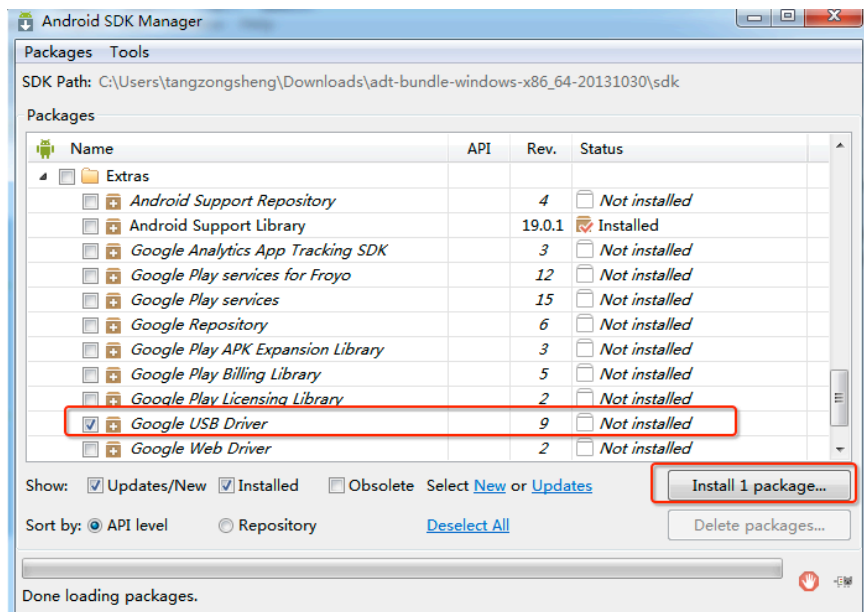 Android SDK Manager
Packages Tools
SDK Path: C:\Users\tangzongsheng\Downloads\adt-bundle-windows-x86_64-20131030\sdk
Packages
Name API Rev. Status
Extras
Android Support Repository 4 Not installed
Android Support Library 19.0.1 Installed
Google Analytics App Tracking SDK 3 Not installed
Google Play services for Froyo 12 Not installed
Google Play services 15 Not installed
Google Repository 6 Not installed
Google Play APK Expansion Library 3 Not installed
Google Play Billing Library 5 Not installed
Google Play Licensing Library 2 Not installed
Google USB Driver 9 Not installed
Google Web Driver 2 Not installed
Show: Updates/New Installed Obsolete Select New or Updates Install 1 package...
Sort by: API level Repository Deselect All Delete packages...
Done loading packages.